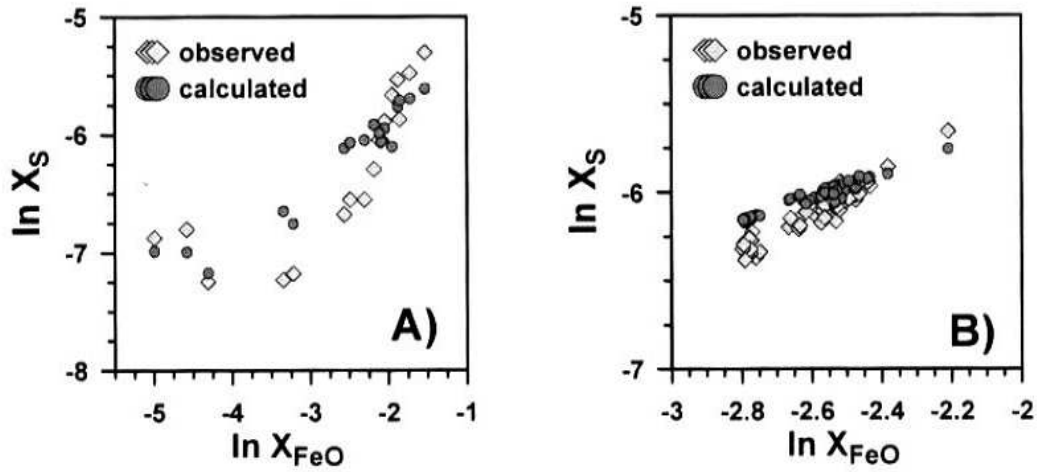 -5
observed
calculated
-6
ln X_S
-7
A)
-8
-5 -4 -3 -2 -1
ln X_FeO
-5
observed
calculated
-6
ln X_S
B)
-7
-3 -2.8 -2.6 -2.4 -2.2 -2
ln X_FeO